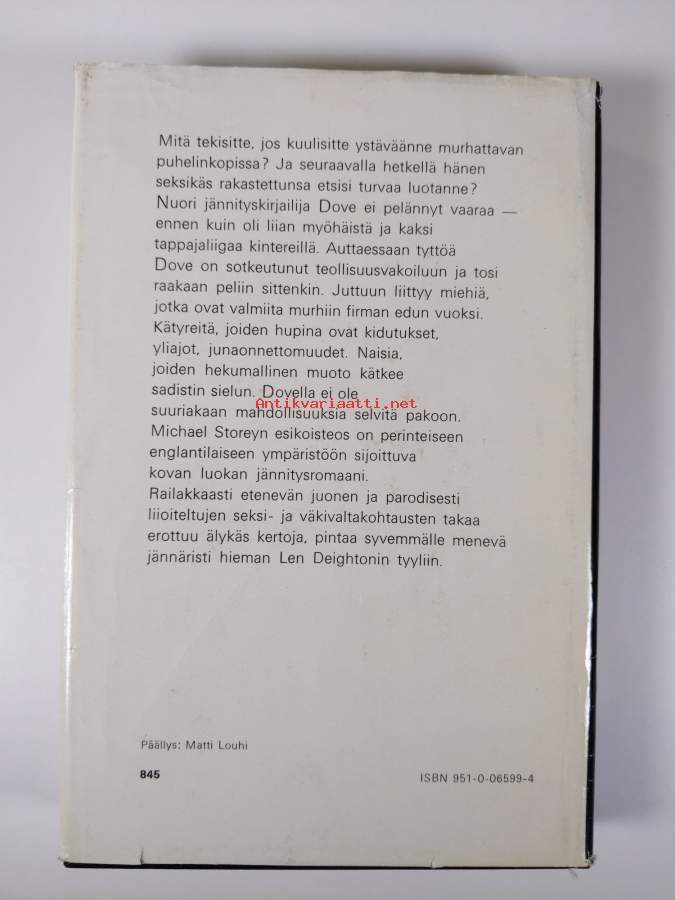 Mitä tekisitte, jos kuulisitte ystäväänne murhattavan
puhelinkopissa? Ja seuraavalla hetkellä hänen
seksikäs rakastettunsa etsisi turvaa luotanne?
Nuori jännityskirjailija Dove ei pelännyt vaaraa —
ennen kuin oli liian myöhäistä ja kaksi
tappajaliigaa kintereillä. Auttaessaan tyttöä
Dove on sotkeutunut teollisuusvakoiluun ja tosi
raakaan peliin sittenkin. Juttuun liittyy miehiä,
jotka ovat valmiita murhiin firman edun vuoksi.
Kätyreitä, joiden hupina ovat kidutukset,
yliajot, junaonnettomuudet. Naisia,
joiden hekumallinen muoto kätkee
sadistin sielun. Dovella ei ole
Antikvariaatti.net
suuriakaan mahdollisuuksia selvitä pakoon.
Michael Storeyn esikoisteos on perinteiseen
englantilaiseen ympäristöön sijoittuva
kovan luokan jännitysromaani.
Railakkaasti etenevän juonen ja parodisesti
liioiteltujen seksi- ja väkivaltakohtausten takaa
erottuu älykäs kertoja, pintaa syvemmälle menevä
jännäristi hieman Len Deightonin tyyliin.
Päällys: Matti Louhi
845
ISBN 951-0-06599-4